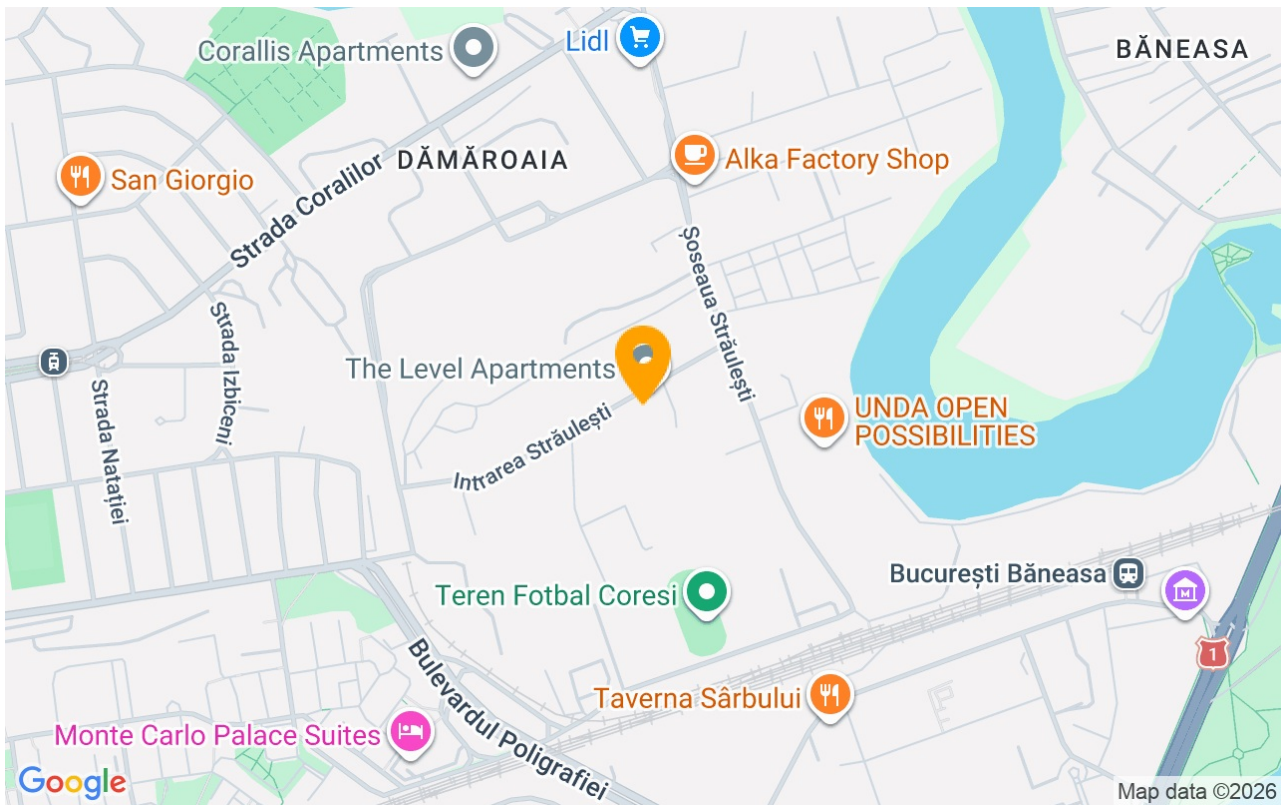 Corallis Apartments
Lidl
BĂNEASA
DĂMĂROAIA
Alka Factory Shop
San Giorgio
Strada Coralilor
Șoseaua Străulești
Strada Izbiceni
The Level Apartments
Strada Natației
UNDA OPEN
POSSIBILITIES
Intrarea Străulești
București Băneasa
M
Teren Fotbal Coresi
1
Bulevardul Poligrafiei
Taverna Sârbului
Monte Carlo Palace Suites
Google
Map data ©2026